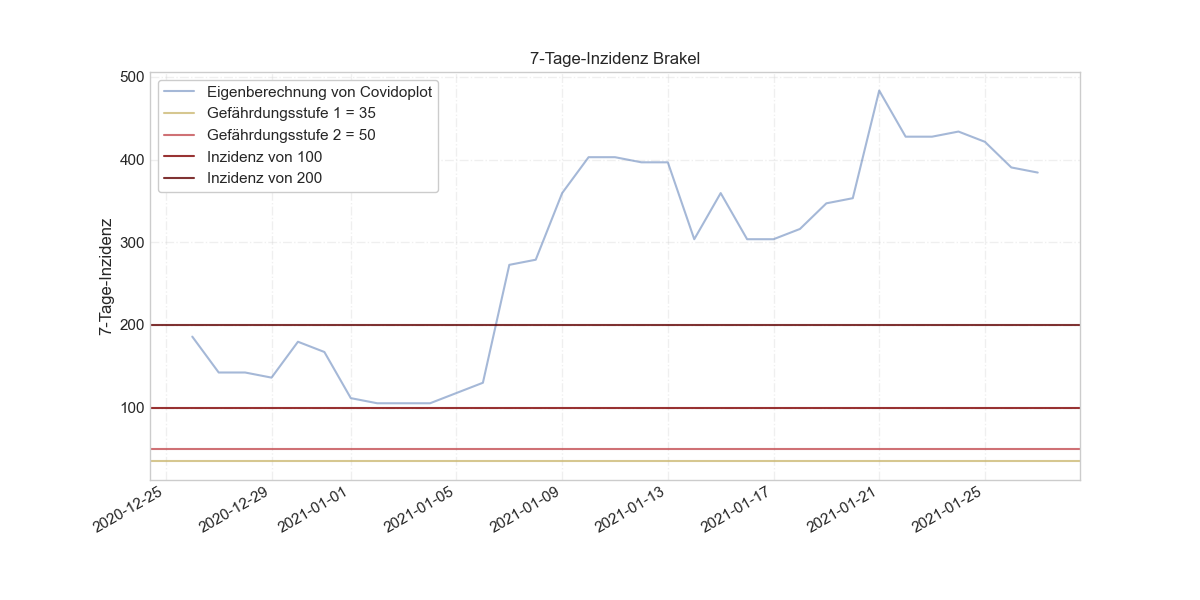 7-Tage-Inzidenz Brakel
500
400
300
200
100
7-Tage-Inzidenz
Eigenberechnung von Covidoplot
Gefährdungsstufe 1 = 35
Gefährdungsstufe 2 = 50
Inzidenz von 100
Inzidenz von 200
2020-12-25
2020-12-29
2021-01-01
2021-01-05
2021-01-09
2021-01-13
2021-01-17
2021-01-21
2021-01-25